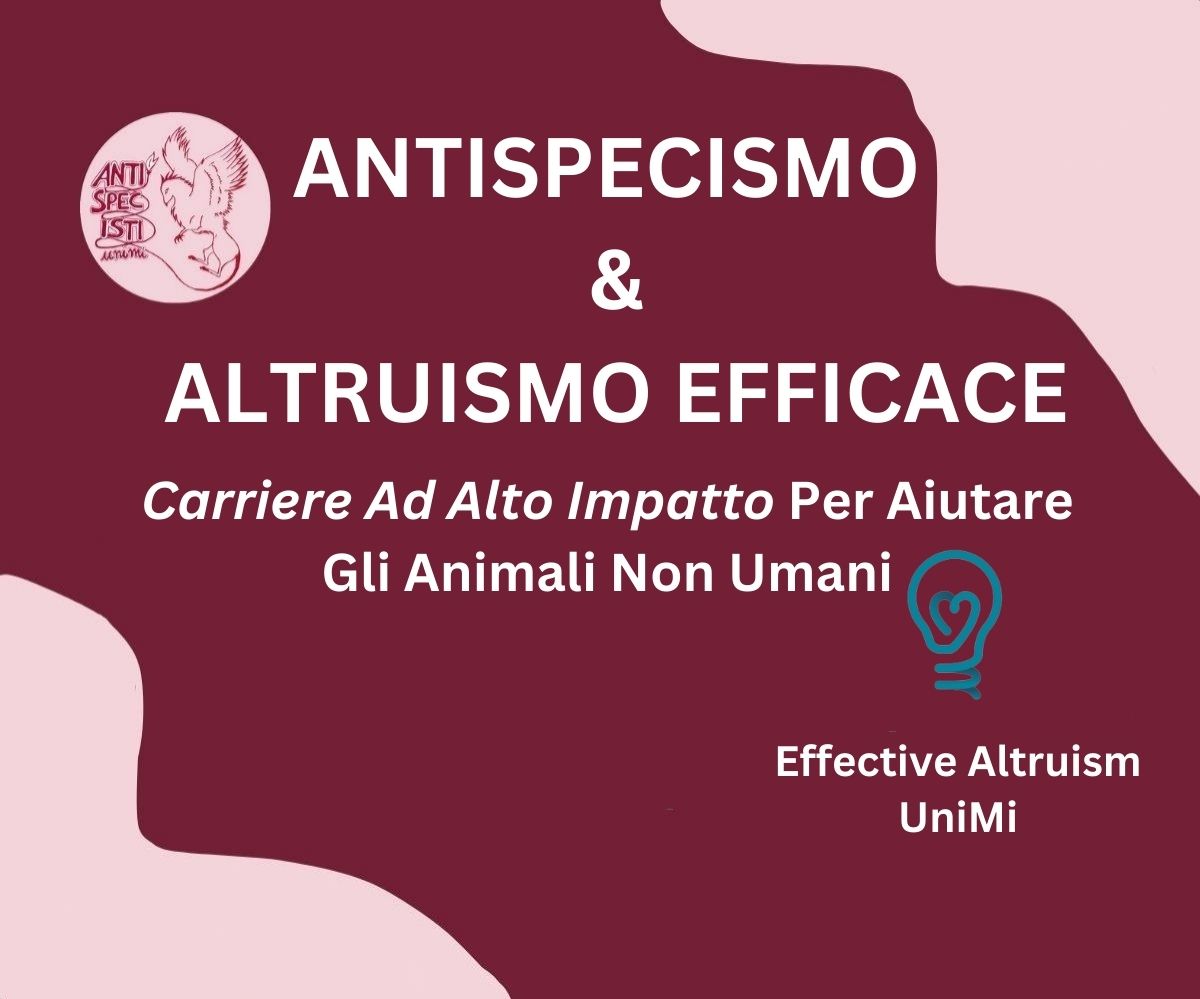 ANTI
SPEC
ISTI
unimi
ANTISPECISMO
&
ALTRUISMO EFFICACE
Carriere Ad Alto Impatto Per Aiutare
Gli Animali Non Umani
Effective Altruism
UniMi